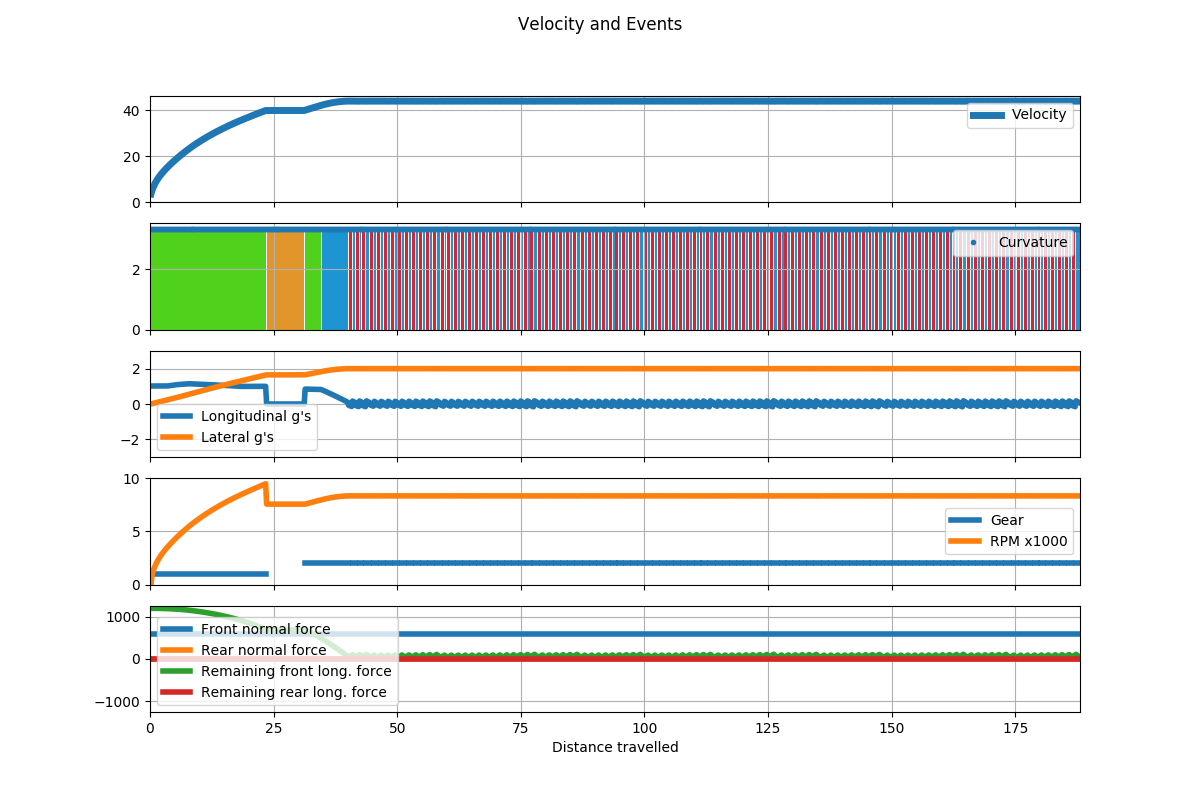 Velocity and Events
40
20
0
Velocity
2
0
Curvature
2
0
−2
Longitudinal g's
Lateral g's
10
5
0
Gear
RPM x1000
1000
0
−1000
Front normal force
Rear normal force
Remaining front long. force
Remaining rear long. force
0 25 50 75 100 125 150 175
Distance travelled